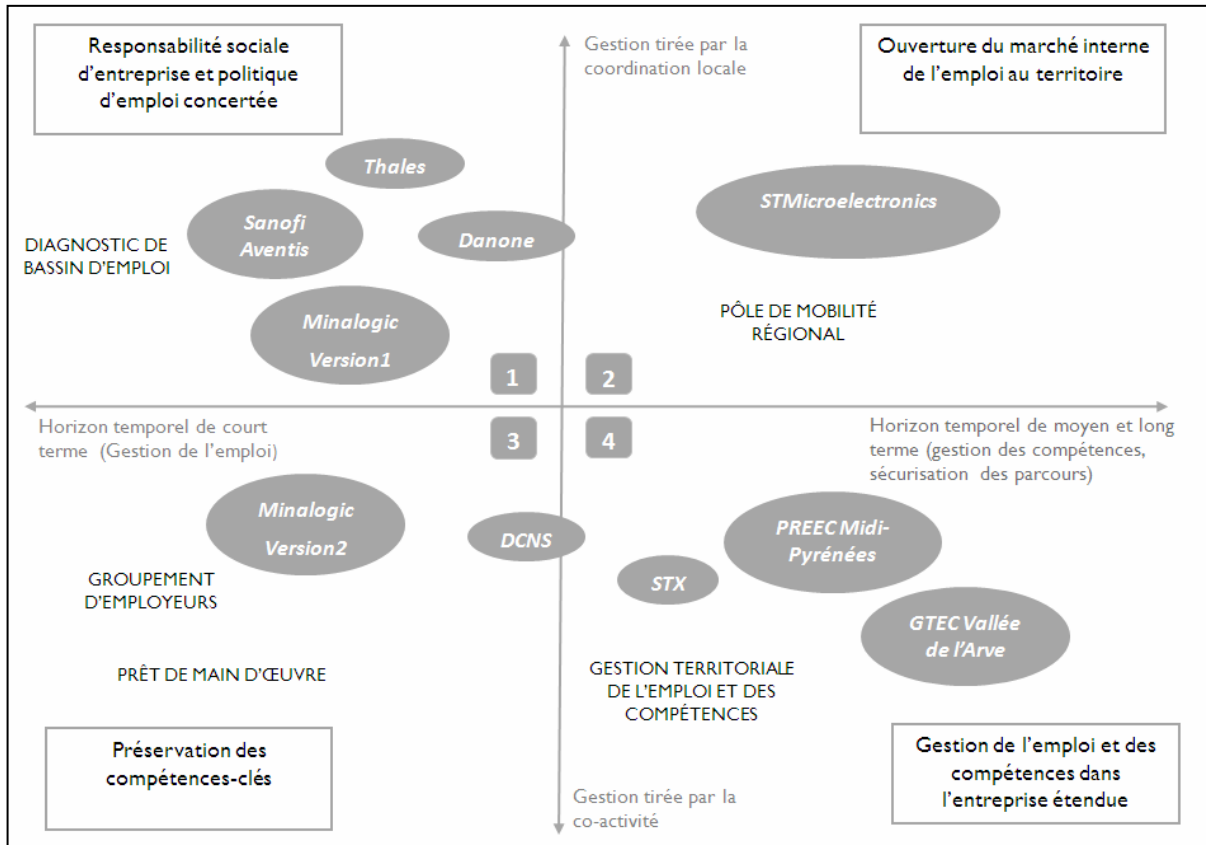 Responsabilité sociale
d'entreprise et politique
d'emploi concertée
Gestion tirée par la
coordination locale
Ouverture du marché interne
de l'emploi au territoire
Thales
Sanofi
Aventis
Danone
STMicroelectronics
DIAGNOSTIC DE
BASSIN D'EMPLOI
Minalogic
Version1
PÔLE DE MOBILITÉ
RÉGIONAL
1
2
Horizon temporel de court
terme (Gestion de l'emploi)
3
4
Horizon temporel de moyen et long
terme (gestion des compétences,
sécurisation des parcours)
Minalogic
Version2
DCNS
STX
PREEC Midi-
Pyrénées
GTEC Vallée
de l'Arve
GROUPEMENT
D'EMPLOYEURS
PRÊT DE MAIN D'ŒUVRE
GESTION TERRITORIALE
DE L'EMPLOI ET DES
COMPÉTENCES
Préservation des
compétences-clés
Gestion tirée par la
co-activité
Gestion de l'emploi et des
compétences dans
l'entreprise étendue